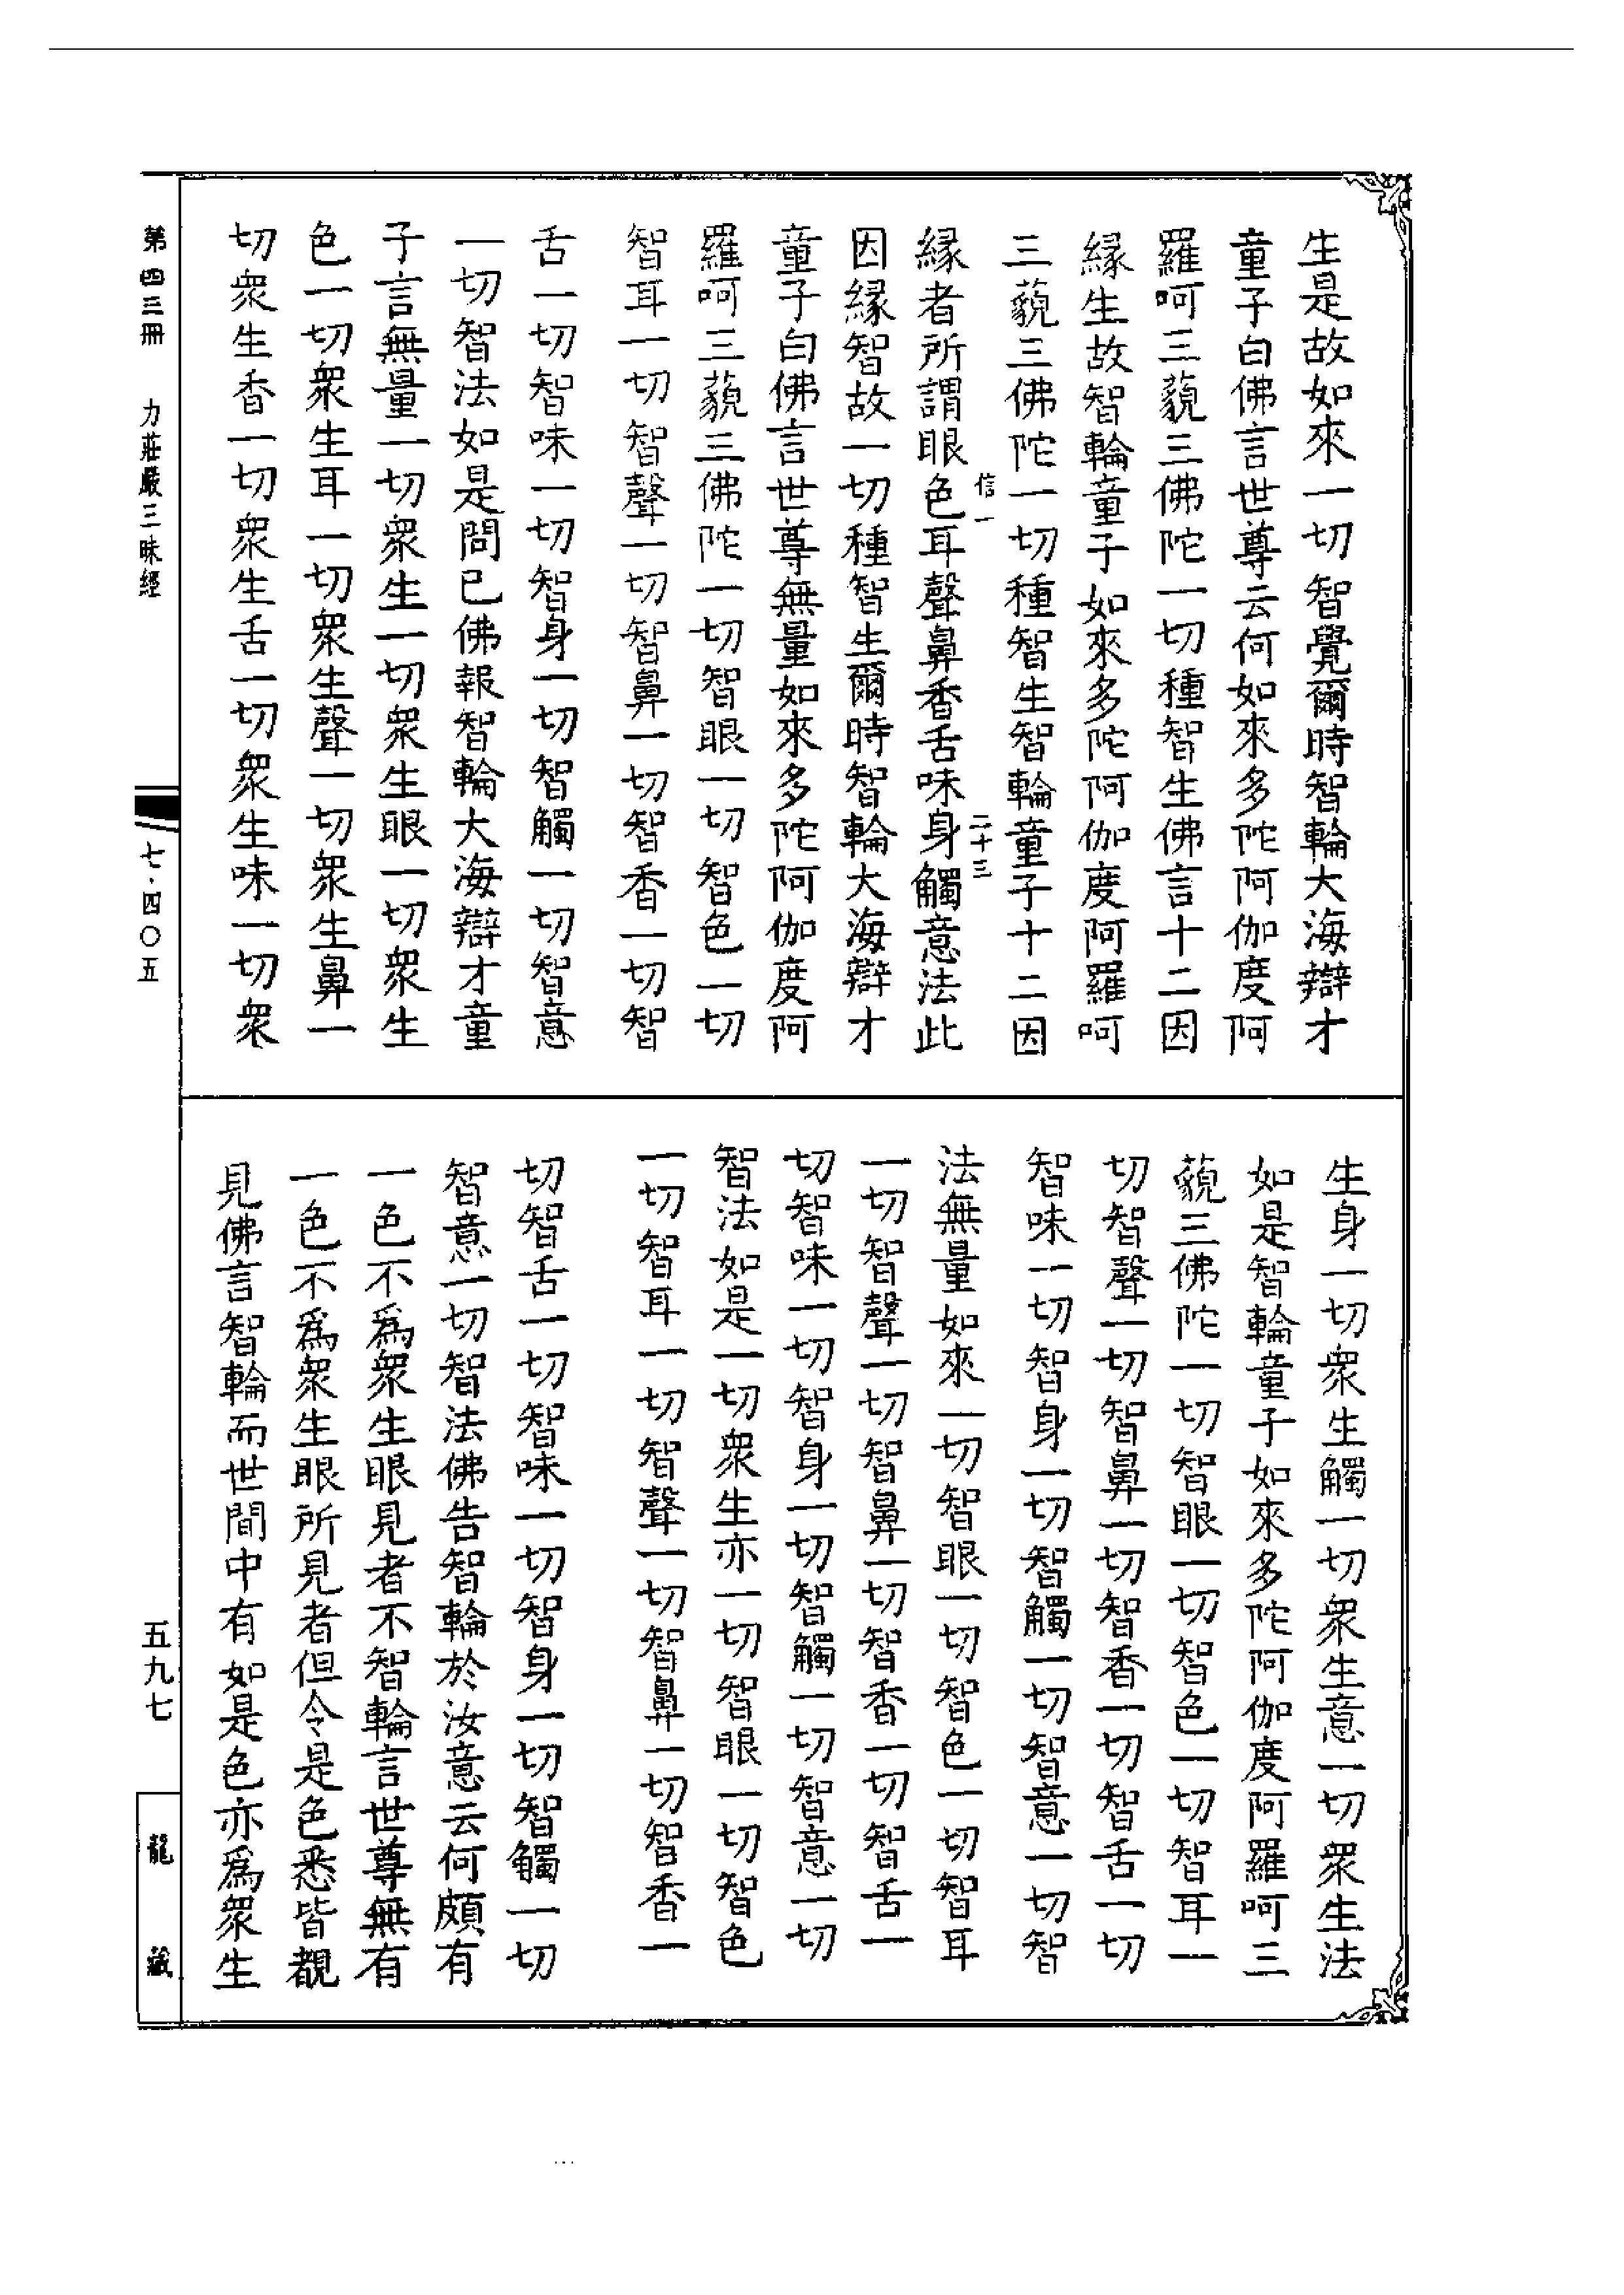 生是故如來一切智覺爾時智輪大海辯才
童子白佛言世尊云何如來多陀阿伽度阿
羅呵三藐三佛陀一切種智生佛言十二因
緣生故智輪童子如來多陀阿伽度阿羅呵
三藐三佛陀一切種智生智輪童子十二因
信一 二十三
緣者所謂眼色耳聲鼻香舌味身觸意法此
因緣智故一切種智生爾時智輪大海辯才
童子白佛言世尊無量如來多陀阿伽度阿
羅呵三藐三佛陀一切智眼一切智色一切
智耳一切智聲一切智鼻一切智香一切智
舌一切智味一切智身一切智觸一切智意
一切智法如是問已佛報智輪大海辯才童
子言無量一切眾生一切眾生眼一切眾生
色一切眾生耳一切眾生聲一切眾生鼻一
切眾生香一切眾生舌一切眾生味一切眾
生身一切眾生觸一切眾生意一切眾生法
如是智輪童子如來多陀阿伽度阿羅呵三
藐三佛陀一切智眼一切智色一切智耳一
切智聲一切智鼻一切智香一切智舌一切
智味一切智身一切智觸一切智意一切智
法無量如來一切智眼一切智色一切智耳
一切智聲一切智鼻一切智香一切智舌一
切智味一切智身一切智觸一切智意一切
智法如是一切眾生亦一切智眼一切智色
一切智耳一切智聲一切智鼻一切智香一
切智舌一切智味一切智身一切智觸一切
智意一切智法佛告智輪於汝意云何頗有
一色不為眾生眼見者不智輪言世尊無有
一色不為眾生眼所見者但令是色悉皆覩
見佛言智輪而世間中有如是色亦為眾生
第四三冊 力莊嚴三昧經
七·四〇五
五九七
龍藏